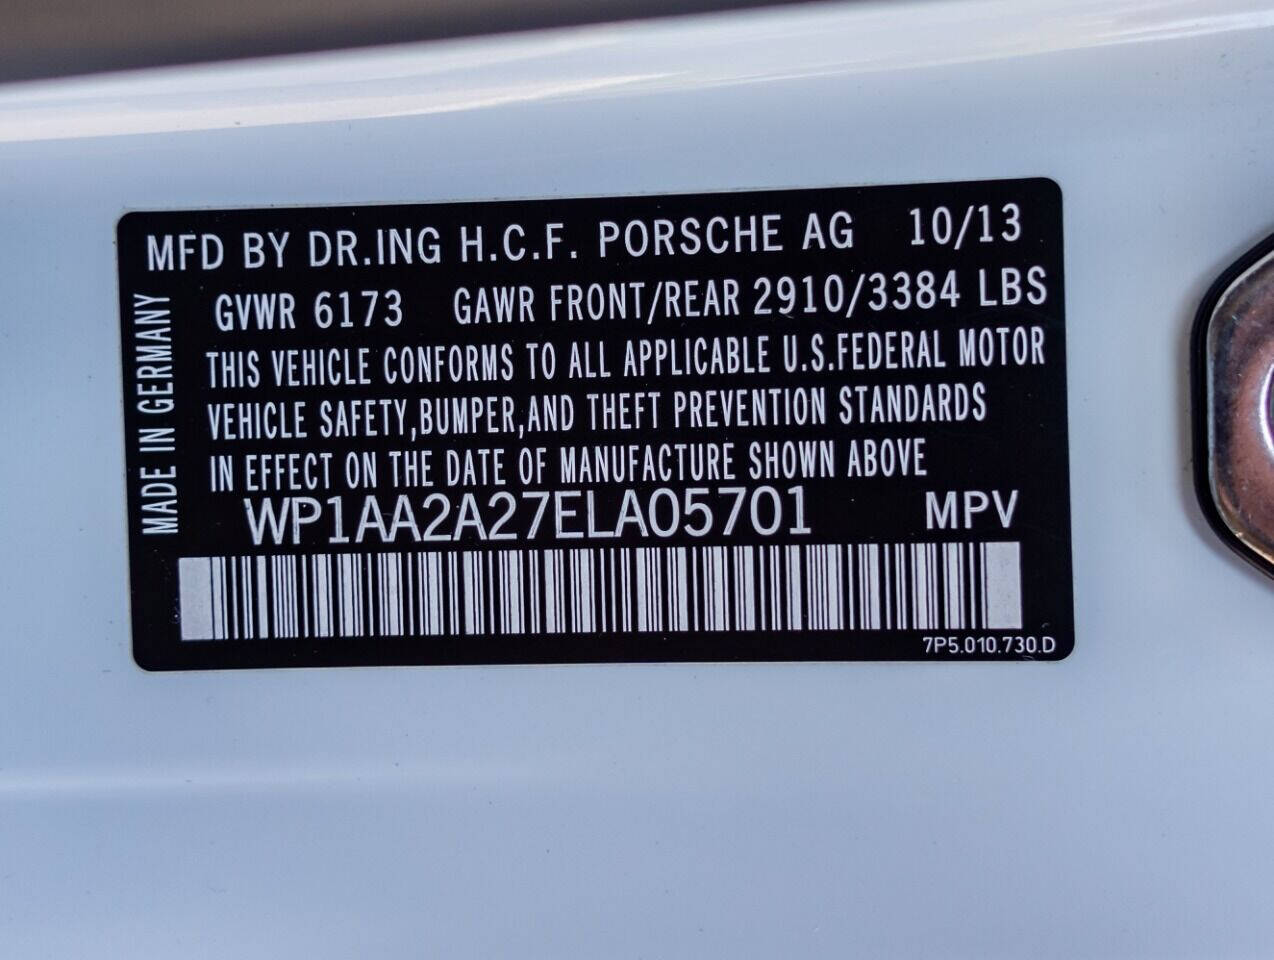 MFD BY DR.ING H.C.F. PORSCHE AG 10/13
GVWR 6173 GAWR FRONT/REAR 2910/3384 LBS
THIS VEHICLE CONFORMS TO ALL APPLICABLE U.S.FEDERAL MOTOR
VEHICLE SAFETY,BUMPER,AND THEFT PREVENTION STANDARDS
IN EFFECT ON THE DATE OF MANUFACTURE SHOWN ABOVE
WP1AA2A27ELA05701 MPV
7P5.010.730.D
MADE IN GERMANY